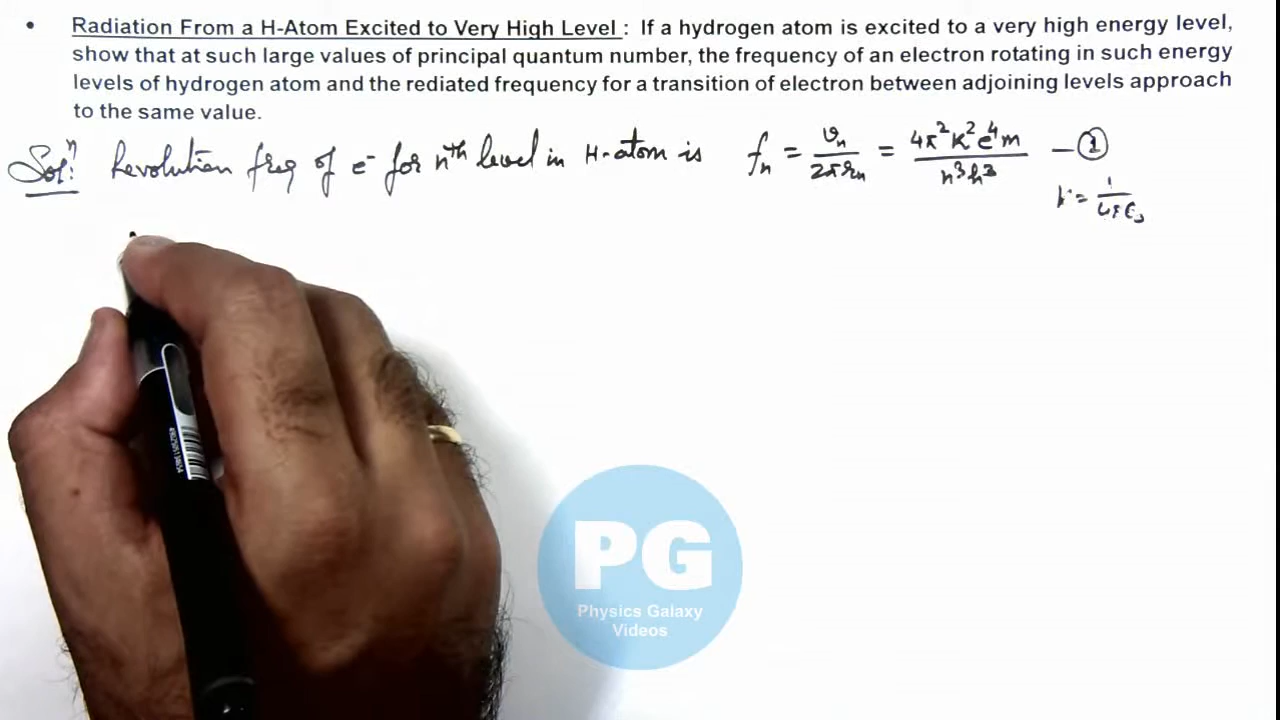 • Radiation From a H-Atom Excited to Very High Level : If a hydrogen atom is excited to a very high energy level,
show that at such large values of principal quantum number, the frequency of an electron rotating in such energy
levels of hydrogen atom and the rediated frequency for a transition of electron between adjoining levels approach
to the same value.
Solⁿ: Revolution freq of e⁻ for nᵗʰ level in H-atom is fₙ = vₙ/2πrₙ = 4π²K²e⁴m/n³h³ —①
K = 1/4πε₀
PG
Physics Galaxy
Videos